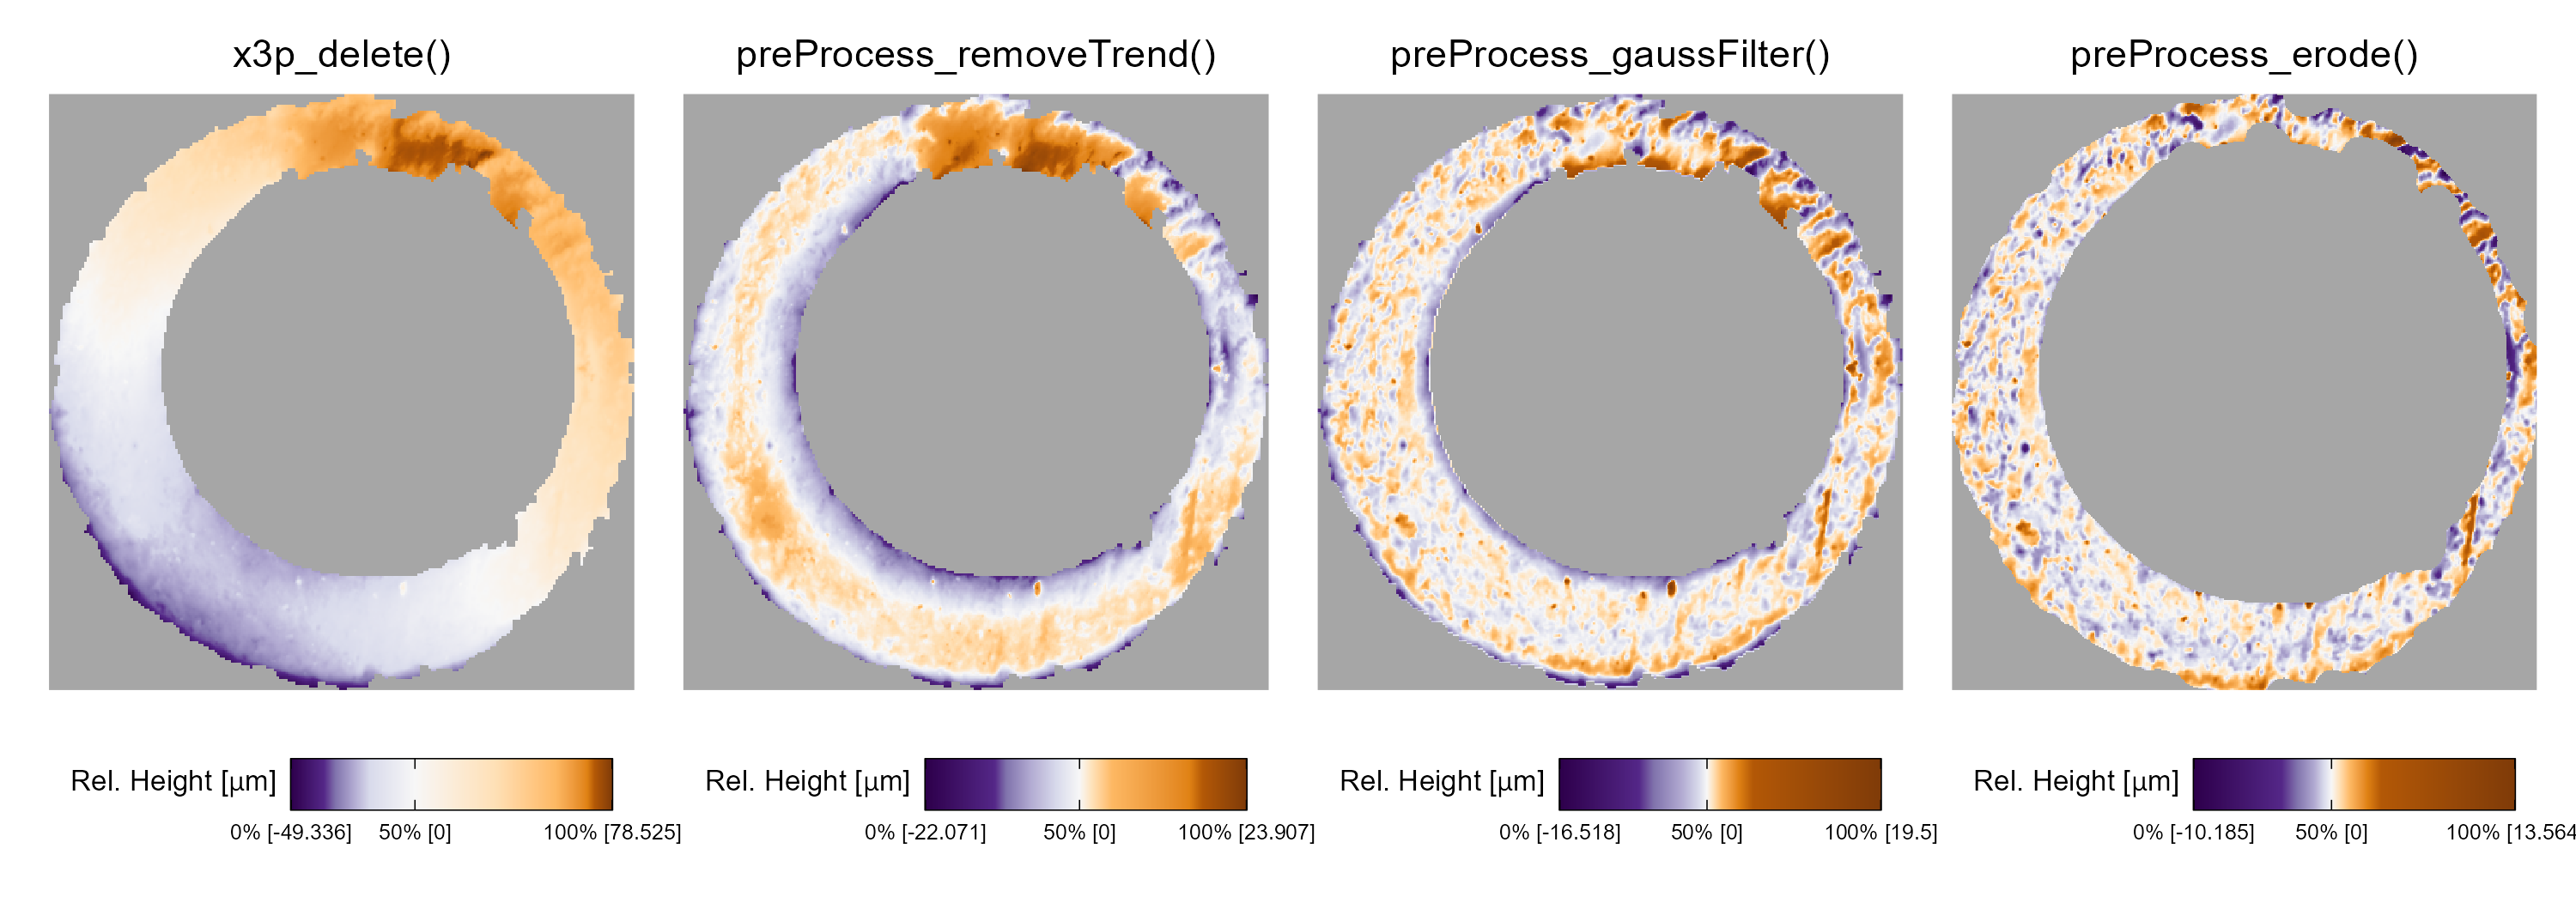 x3p_delete() preProcess_removeTrend() preProcess_gaussFilter() preProcess_erode()
Rel. Height [µm] Rel. Height [µm] Rel. Height [µm] Rel. Height [µm]
0% [-49.336] 50% [0] 100% [78.525] 0% [-22.071] 50% [0] 100% [23.907] 0% [-16.518] 50% [0] 100% [19.5] 0% [-10.185] 50% [0] 100% [13.564